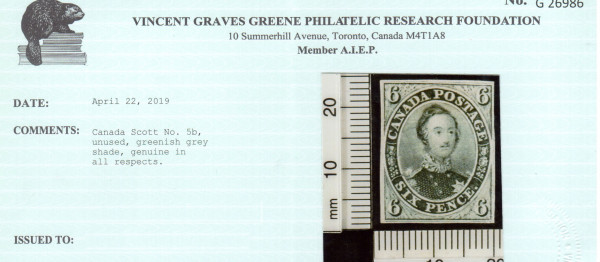 No. G 26986
VINCENT GRAVES GREENE PHILATELIC RESEARCH FOUNDATION
10 Summerhill Avenue, Toronto, Canada M4T1A8
Member A.I.E.P.
DATE: April 22, 2019
COMMENTS: Canada Scott No. 5b,
unused, greenish grey
shade, genuine in
all respects.
ISSUED TO:
20
10
mm
6 6
CANADA POSTAGE
SIX PENCE
6 6
10 20